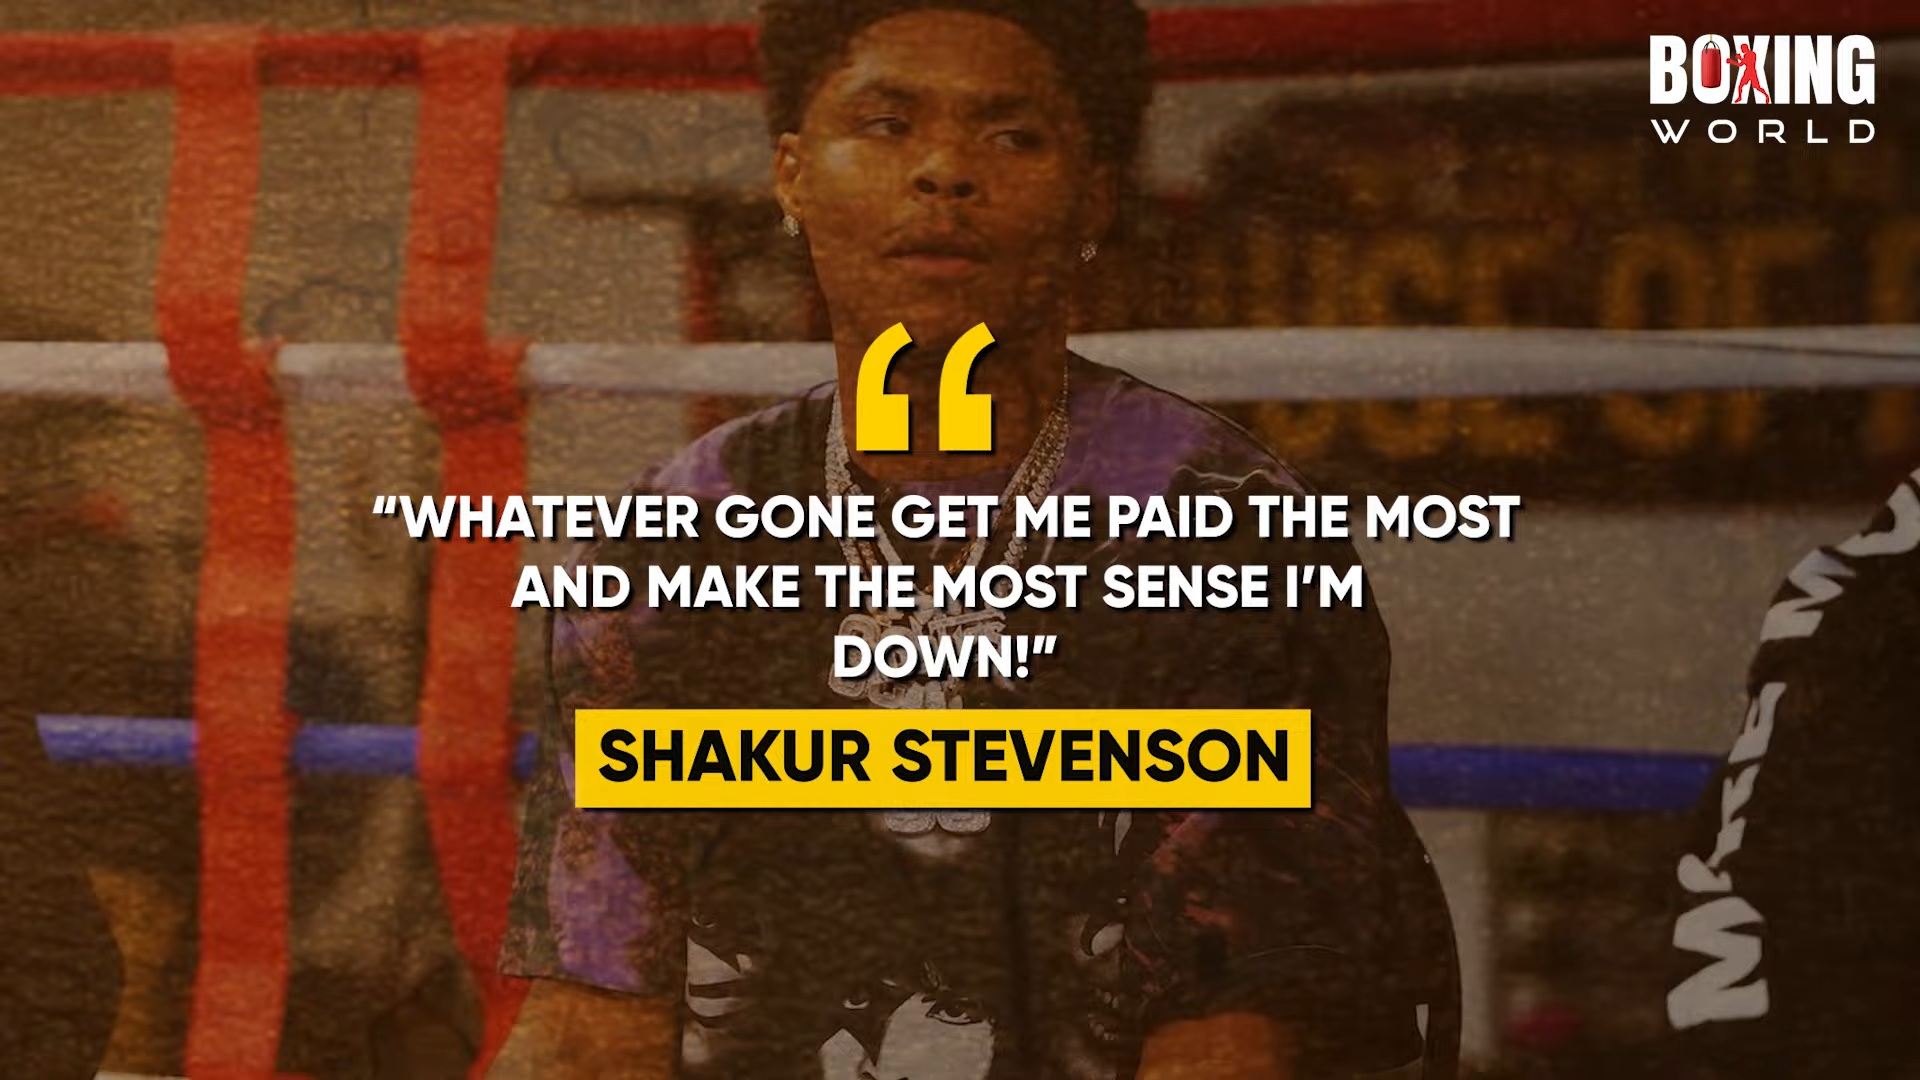 BOXING
WORLD
“WHATEVER GONE GET ME PAID THE MOST
AND MAKE THE MOST SENSE I’M
DOWN!”
SHAKUR STEVENSON